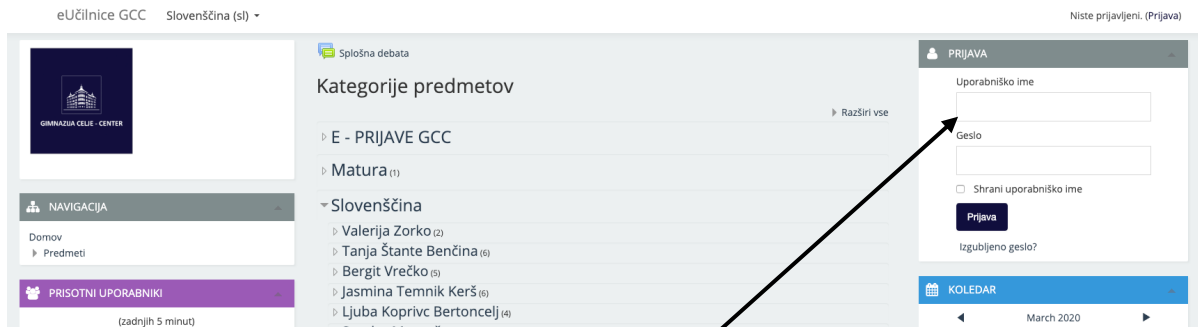 eUčilnice GCC Slovenščina (sl)
Niste prijavljeni. (Prijava)
GIMNAZIJA CELJE - CENTER
NAVIGACIJA
Domov
Predmeti
PRISOTNI UPORABNIKI
(zadnjih 5 minut)
Splošna debata
Kategorije predmetov
Razširi vse
E - PRIJAVE GCC
Matura (1)
Slovenščina
Valerija Zorko (2)
Tanja Štante Benčina (6)
Bergit Vrečko (5)
Jasmina Temnik Kerš (6)
Ljuba Koprivc Bertoncelj (4)
PRIJAVA
Uporabniško ime
Geslo
Shrani uporabniško ime
Prijava
Izgubljeno geslo?
KOLEDAR
March 2020